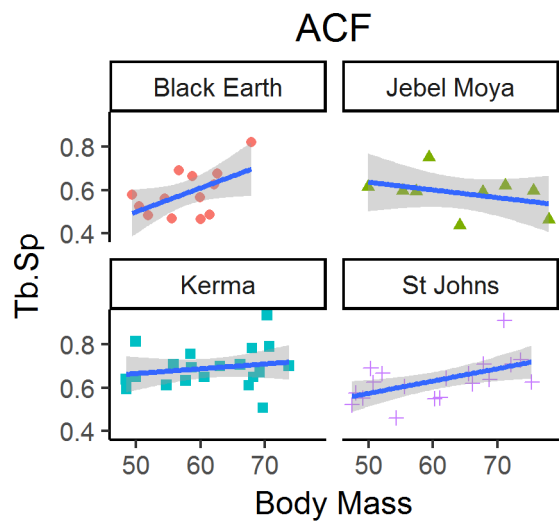 ACF
Black Earth
Jebel Moya
0.8
0.6
0.4
Kerma
St Johns
0.8
0.6
0.4
Tb.Sp
50 60 70
50 60 70
Body Mass